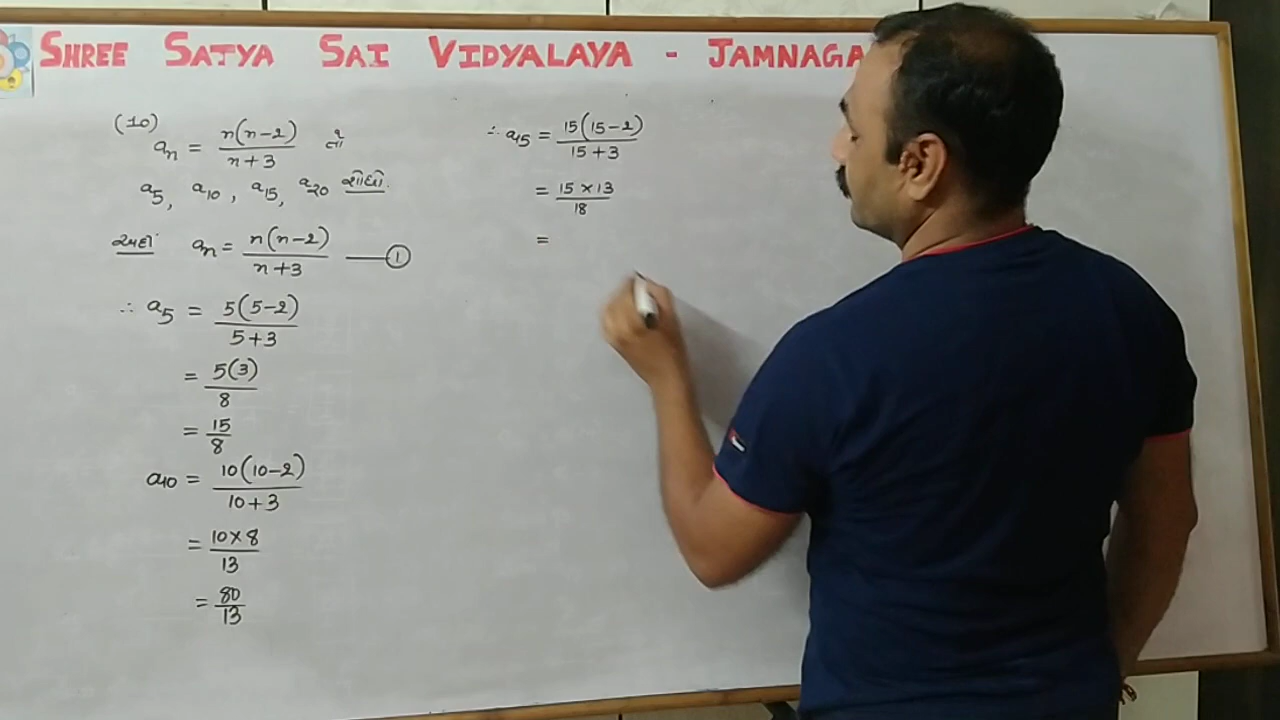 SHREE SATYA SAI VIDYALAYA - JAMNAGA
(10)
aₙ = n(n-2)/n+3 તો
a₅, a₁₀, a₁₅, a₂₀ શોધો.
અહીં aₙ = n(n-2)/n+3 —①
∴ a₅ = 5(5-2)/5+3
= 5(3)/8
= 15/8
a₁₀ = 10(10-2)/10+3
= 10×8/13
= 80/13
∴ a₁₅ = 15(15-2)/15+3
= 15×13/18
=